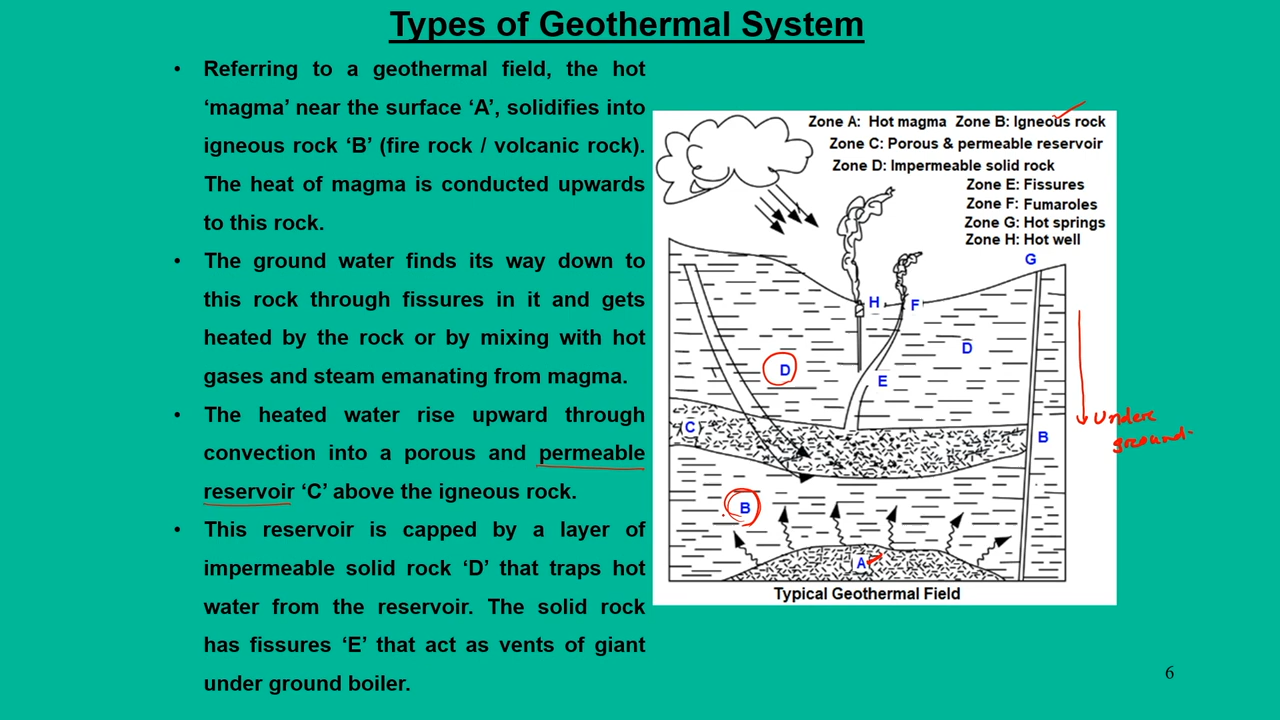 Types of Geothermal System
• Referring to a geothermal field, the hot
‘magma’ near the surface ‘A’, solidifies into
igneous rock ‘B’ (fire rock / volcanic rock).
The heat of magma is conducted upwards
to this rock.
• The ground water finds its way down to
this rock through fissures in it and gets
heated by the rock or by mixing with hot
gases and steam emanating from magma.
• The heated water rise upward through
convection into a porous and permeable
reservoir ‘C’ above the igneous rock.
• This reservoir is capped by a layer of
impermeable solid rock ‘D’ that traps hot
water from the reservoir. The solid rock
has fissures ‘E’ that act as vents of giant
under ground boiler.
Zone A: Hot magma Zone B: Igneous rock
Zone C: Porous & permeable reservoir
Zone D: Impermeable solid rock
Zone E: Fissures
Zone F: Fumaroles
Zone G: Hot springs
Zone H: Hot well
G
H
F
D
D
E
C
B
B
A
Under
ground
Typical Geothermal Field
6